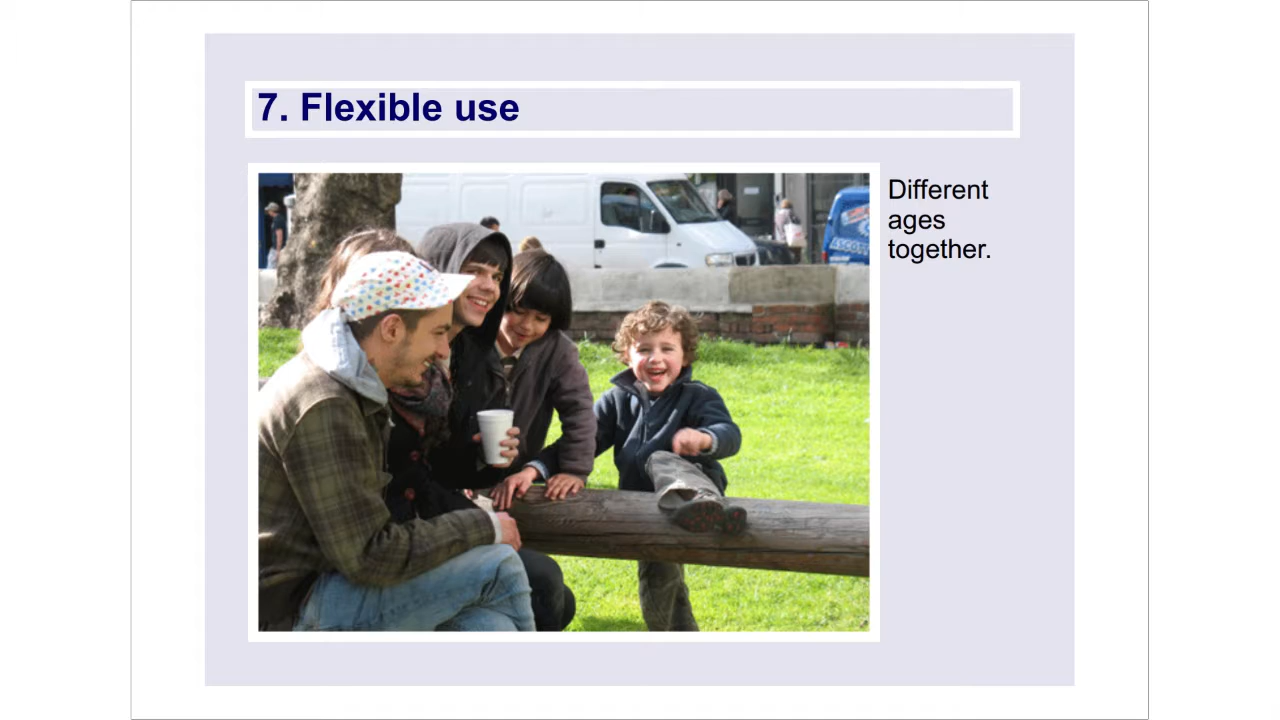 7. Flexible use
Different
ages
together.